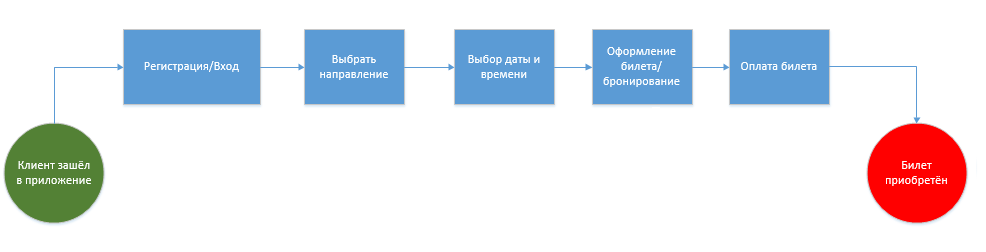 Регистрация/Вход
Выбрать
направление
Выбор даты и
времени
Оформление
билета/
бронирование
Оплата билета
Клиент зашёл
в приложение
Билет
приобретён